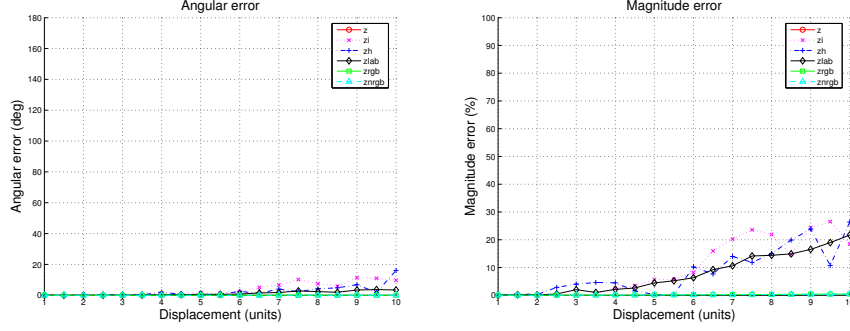 Angular error
180
160
140
120
100
80
60
40
20
0
Angular error (deg)
1 2 3 4 5 6 7 8 9 10
Displacement (units)
z
zi
zh
zlab
zrgb
znrgb
Magnitude error
100
90
80
70
60
50
40
30
20
10
0
Magnitude error (%)
1 2 3 4 5 6 7 8 9 10
Displacement (units)
z
zi
zh
zlab
zrgb
znrgb